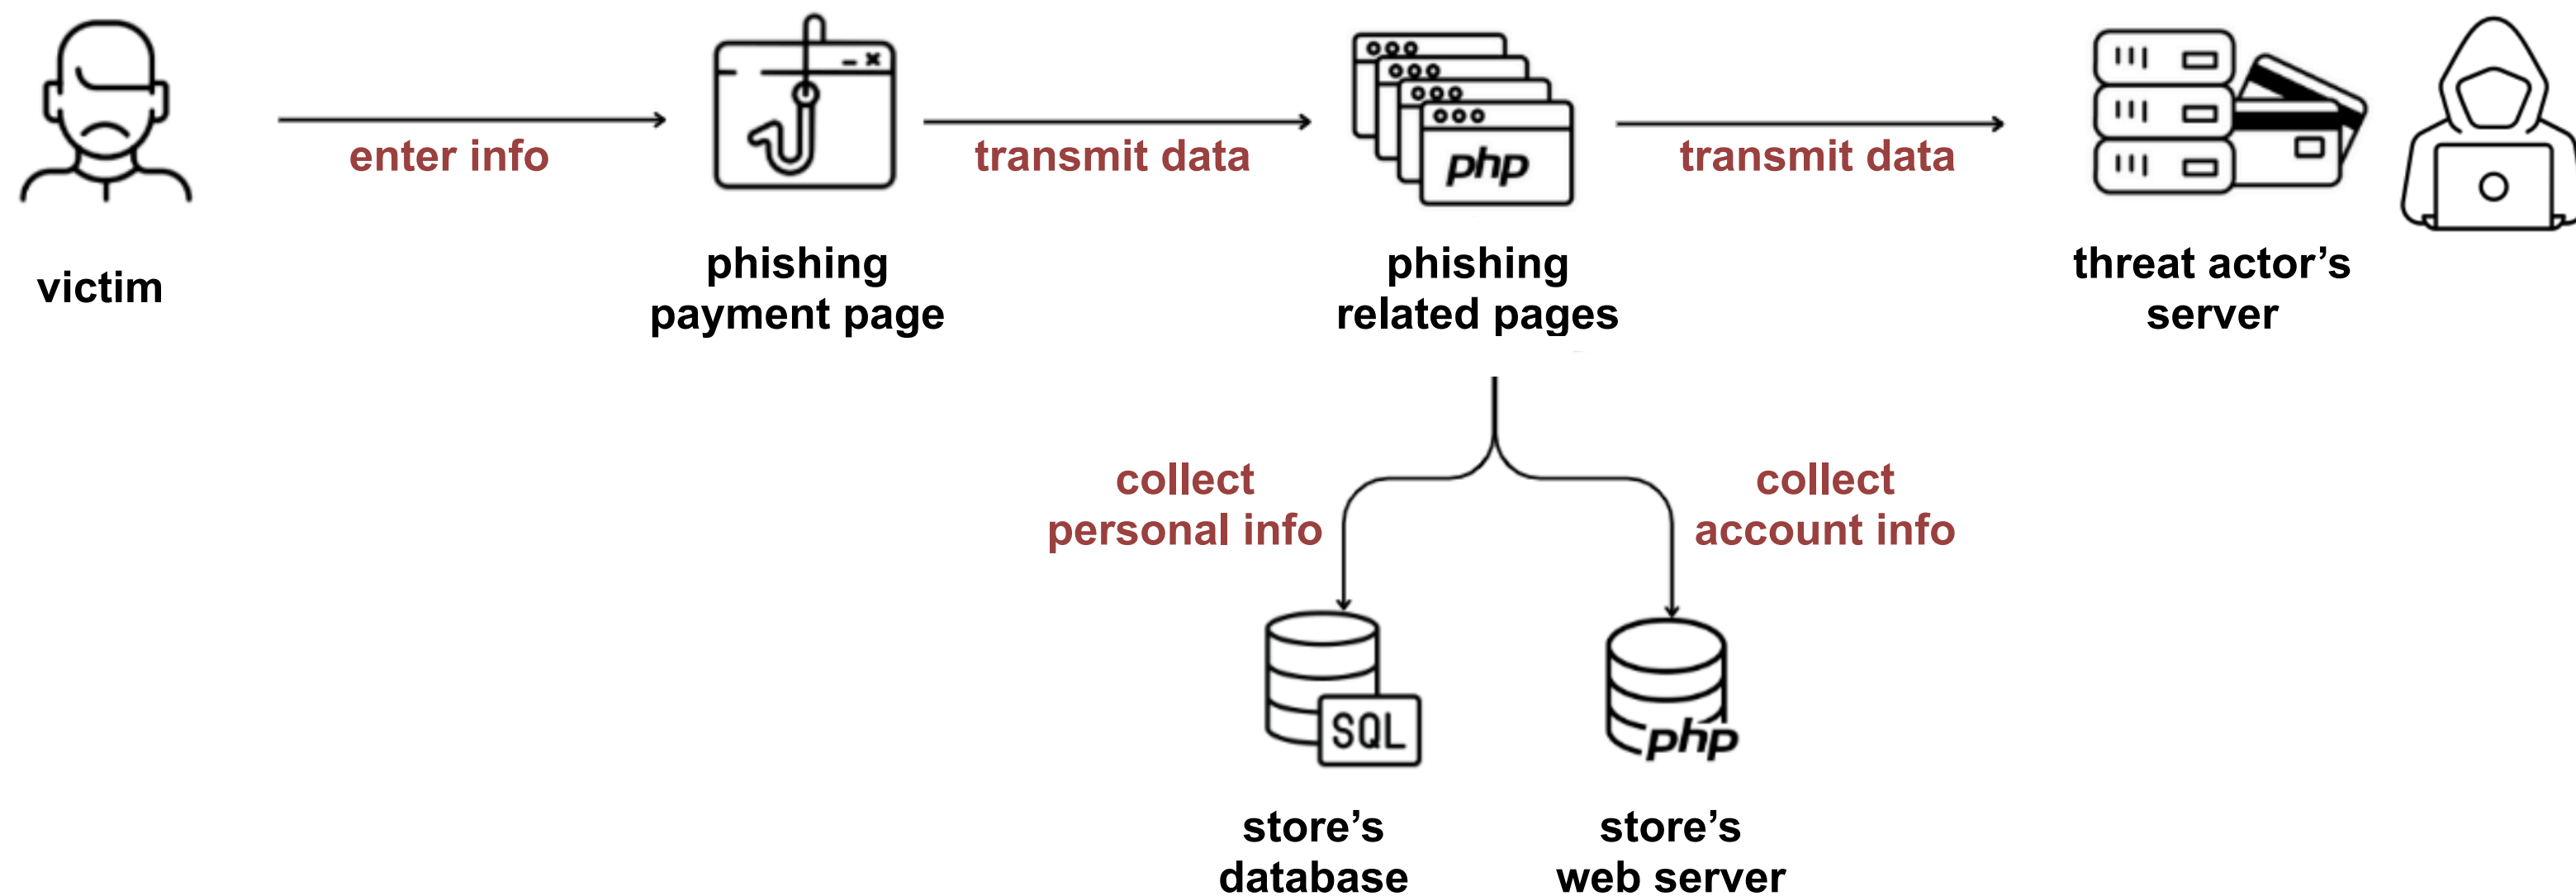 enter info
transmit data
php
transmit data
victim
phishing
payment page
phishing
related pages
threat actor’s
server
collect
personal info
collect
account info
SQL
php
store’s
database
store’s
web server